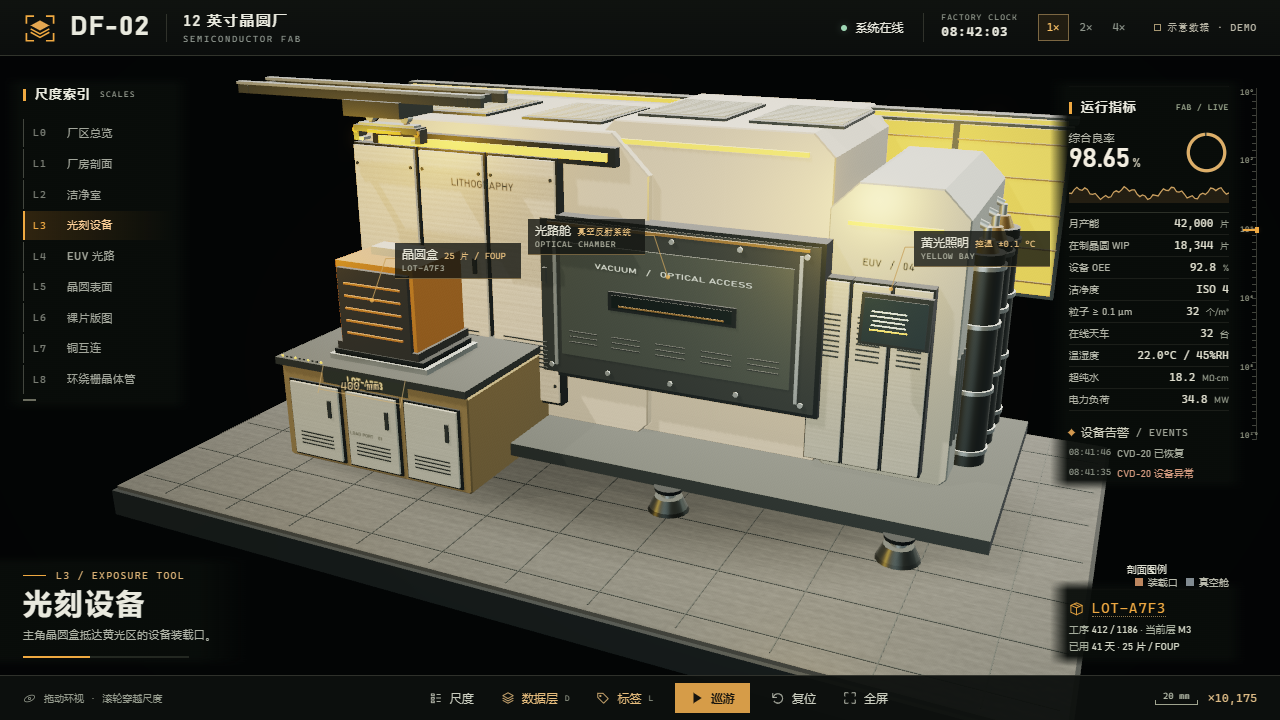 DF-02
12 英寸晶圆厂
SEMICONDUCTOR FAB
系统在线
FACTORY CLOCK
08:42:03
1× 2× 4×
示意数据 · DEMO
尺度索引 SCALES
L0 厂区总览
L1 厂房剖面
L2 洁净室
L3 光刻设备
L4 EUV 光路
L5 晶圆表面
L6 裸片版图
L7 铜互连
L8 环绕栅晶体管
LITHOGRAPHY
晶圆盒 25 片 / FOUP
LOT-A7F3
光路舱 真空反射系统
OPTICAL CHAMBER
VACUUM / OPTICAL ACCESS
黄光照明 控温 ±0.1 °C
YELLOW BAY
EUV / 04
运行指标 FAB / LIVE
综合良率
98.65 %
月产能 42,000 片
在制晶圆 WIP 18,344 片
设备 OEE 92.8 %
洁净度 ISO 4
粒子 ≥ 0.1 μm 32 个/m³
在线天车 32 台
温湿度 22.0°C / 45%RH
超纯水 18.2 MΩ·cm
电力负荷 34.8 MW
设备告警 / EVENTS
08:41:46 CVD-20 已恢复
08:41:35 CVD-20 设备异常
剖面图例
装载口 真空舱
LOT-A7F3
工序 412 / 1186 · 当前层 M3
已用 41 天 · 25 片 / FOUP
L3 / EXPOSURE TOOL
光刻设备
主角晶圆盒抵达黄光区的设备装载口。
拖动环视 · 滚轮穿越尺度
尺度
数据层 D
标签 L
巡游
复位
全屏
20 mm ×10,175